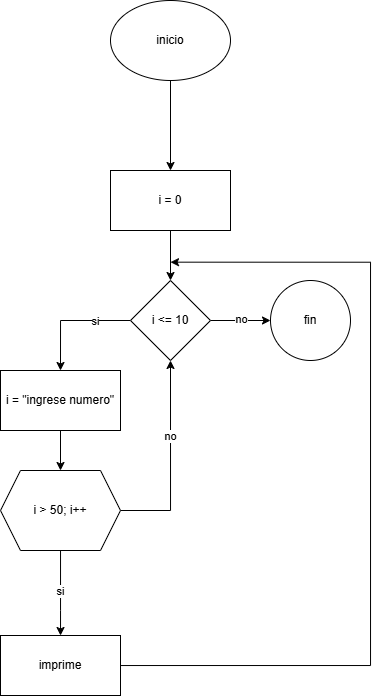 inicio
i = 0
i <= 10
no
fin
si
i = "ingrese numero"
no
i > 50; i++
si
imprime